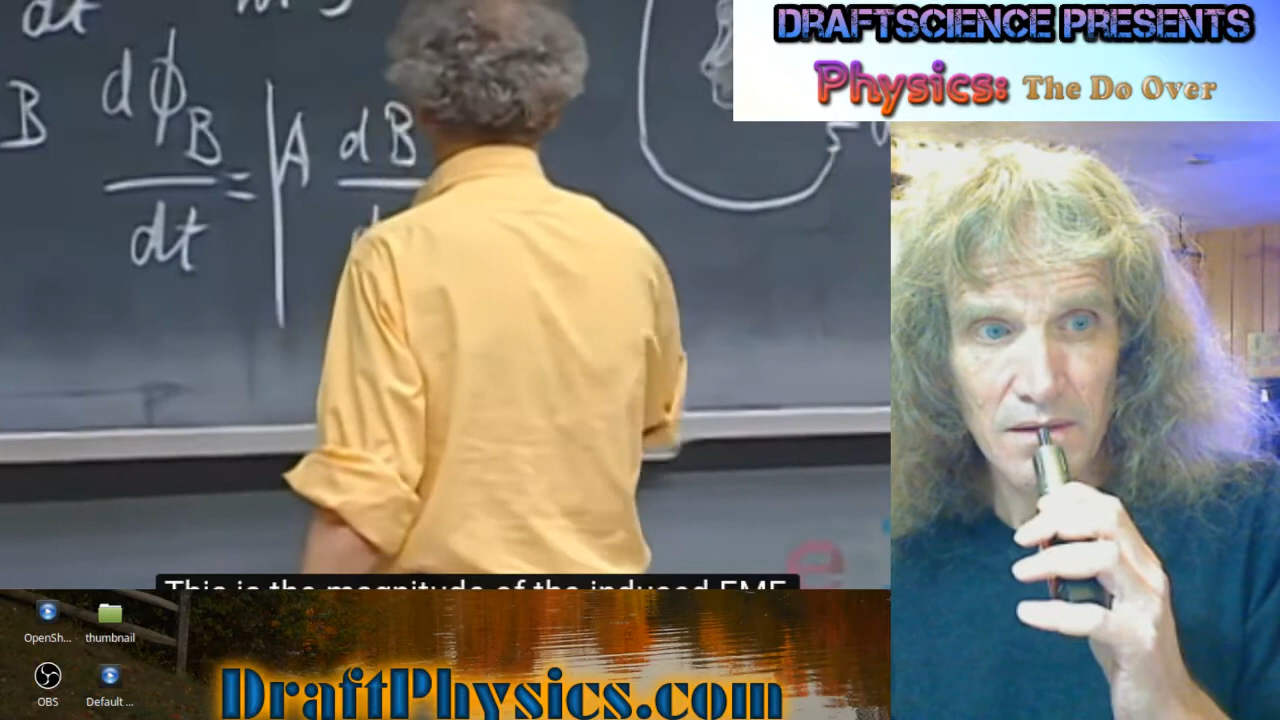 DRAFTSCIENCE PRESENTS
Physics: The Do Over
dt
B
dϕB
dt
= |A dB
This is the magnitude of the induced EMF
OpenSh...
thumbnail
OBS
Default ...
DraftPhysics.com